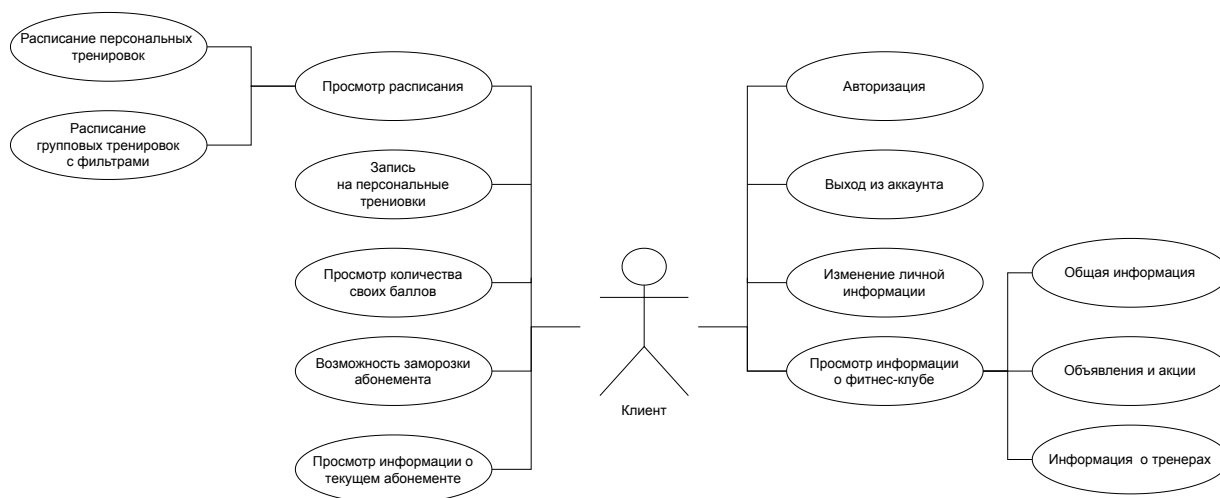 Расписание персональных
тренировок
Расписание
групповых тренировок
с фильтрами
Просмотр расписания
Запись
на персональные
трениовки
Просмотр количества
своих баллов
Возможность заморозки
абонемента
Просмотр информации о
текущем абонементе
Клиент
Авторизация
Выход из аккаунта
Изменение личной
информации
Просмотр информации
о фитнес-клубе
Общая информация
Объявления и акции
Информация о тренерах